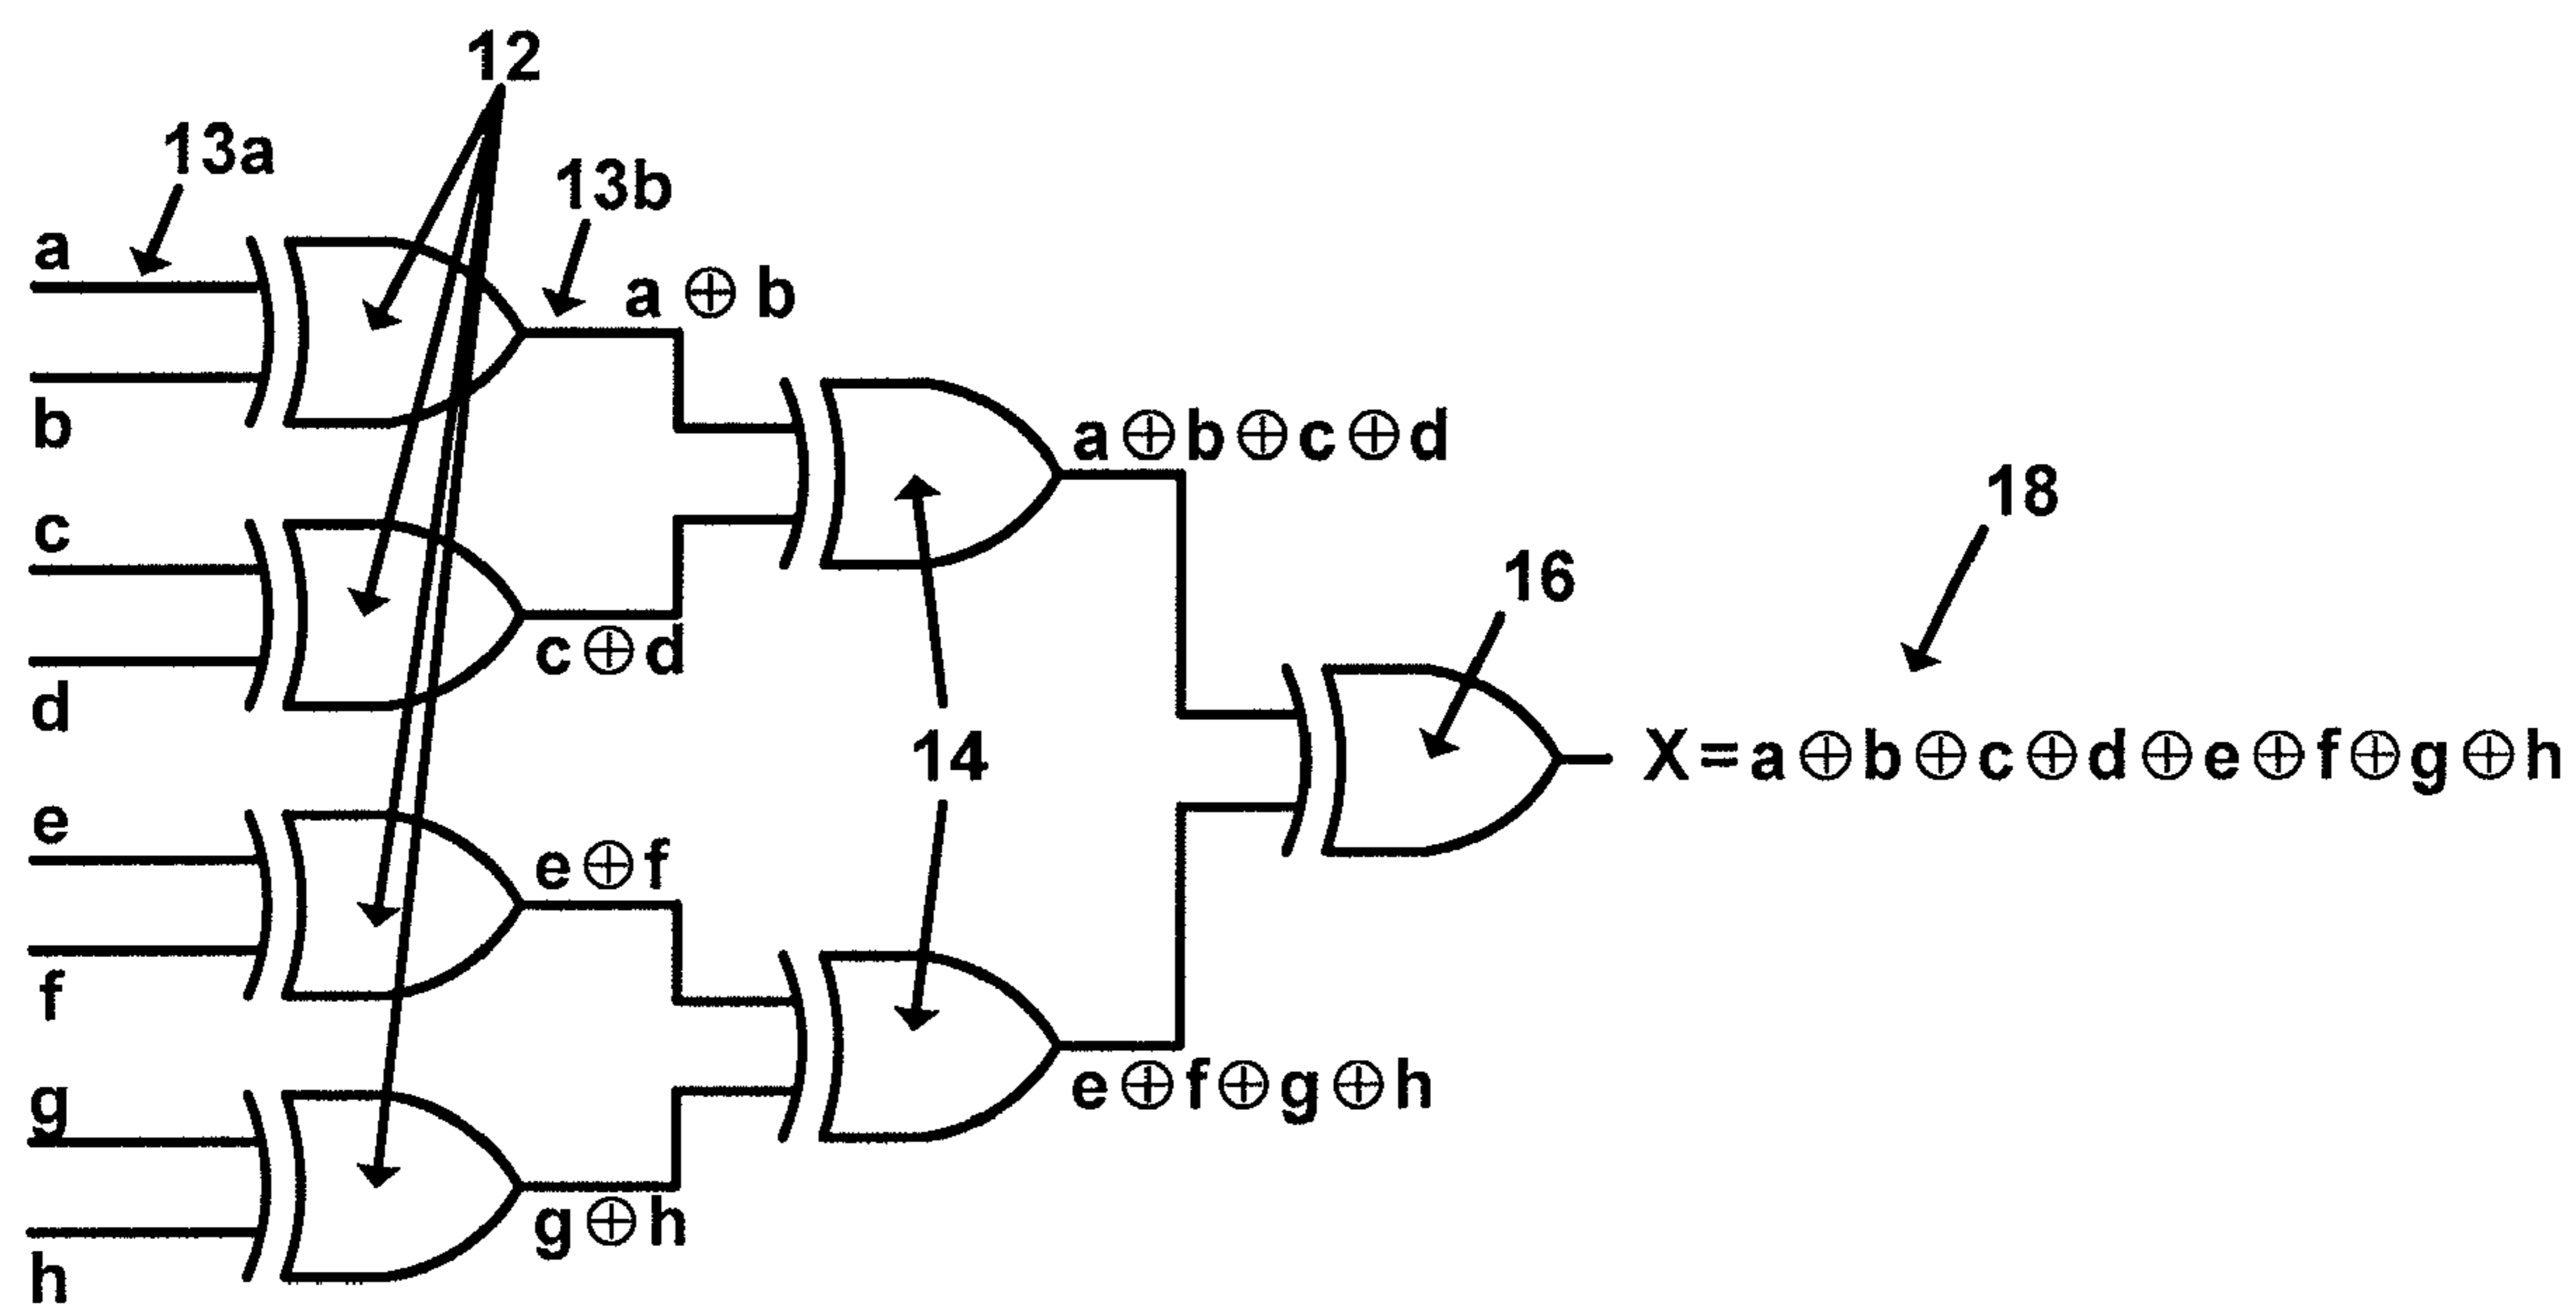 12
13a
13b
a
a ⊕ b
b
a⊕b⊕c⊕d
18
c
16
c⊕d
d
14
X=a⊕b⊕c⊕d⊕e⊕f⊕g⊕h
e
e⊕f
f
e⊕f⊕g⊕h
g
g⊕h
h